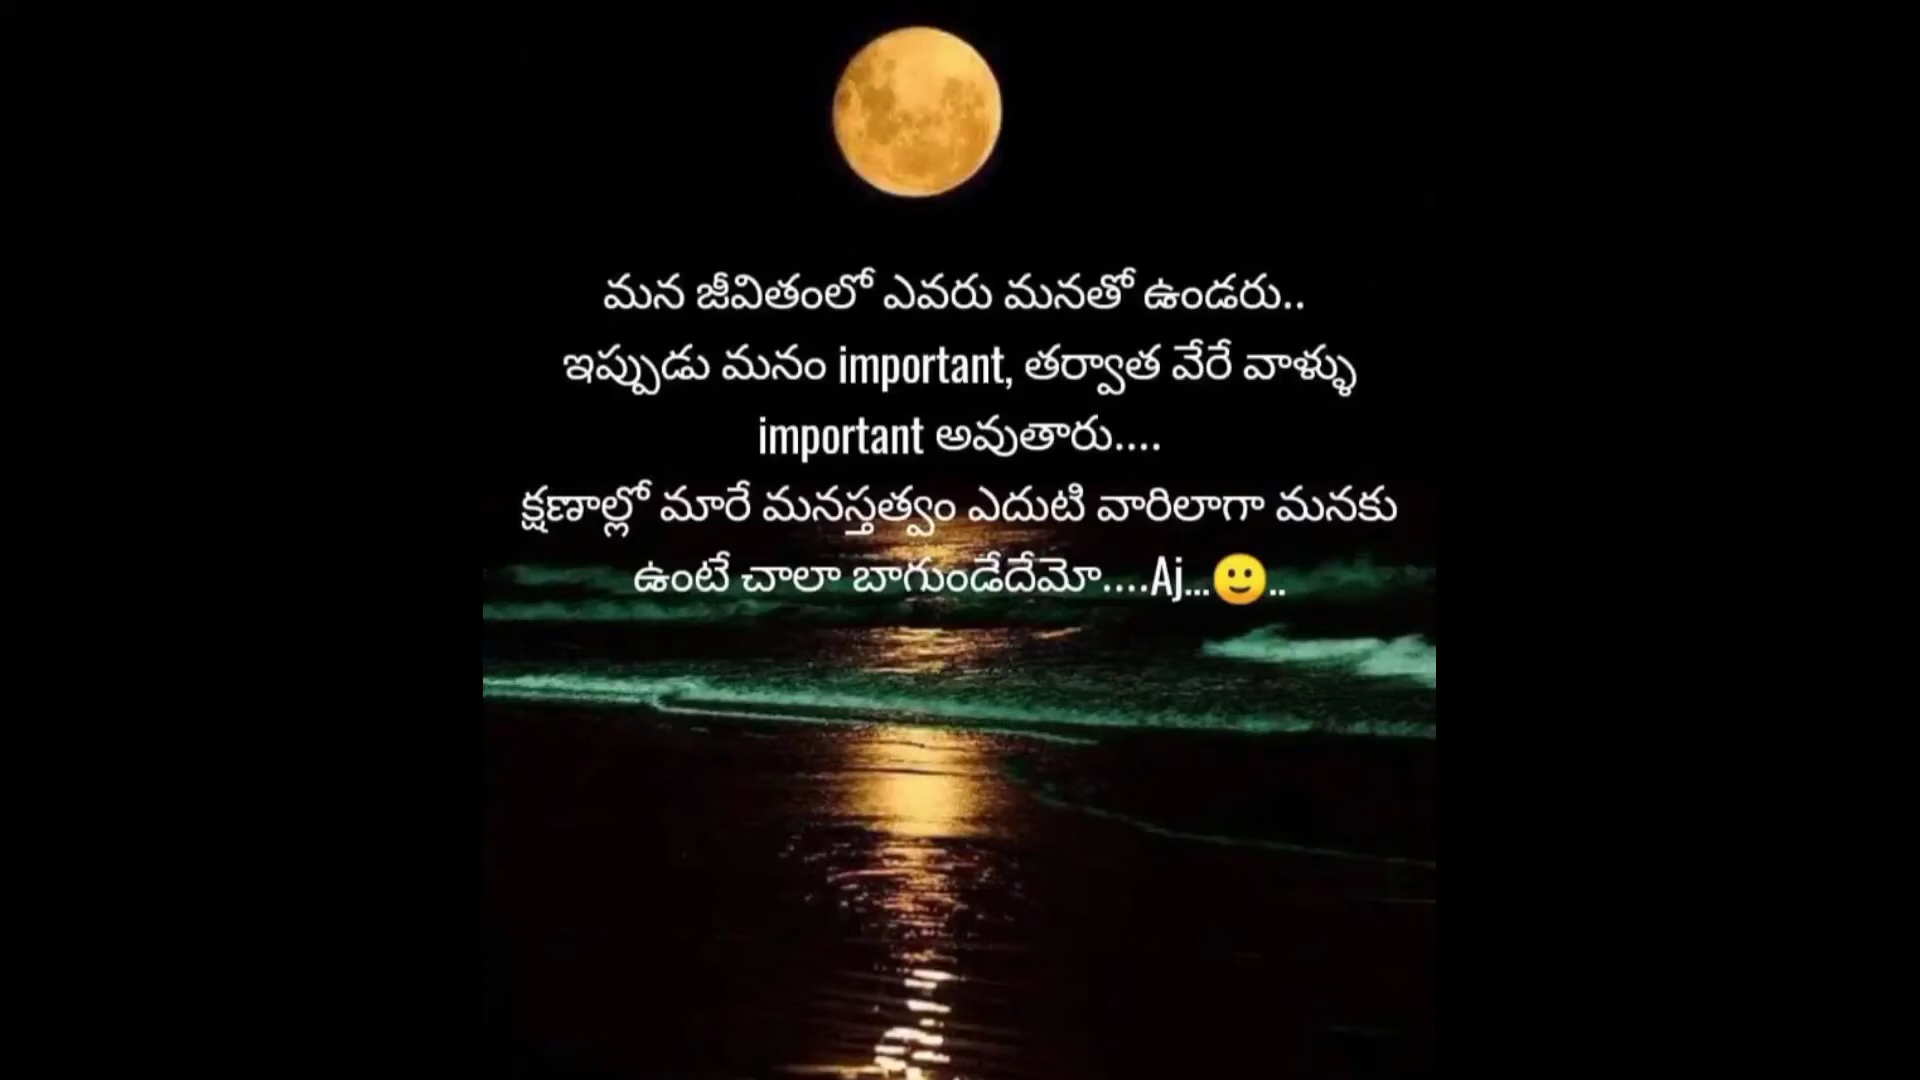 మన జీవితంలో ఎవరు మనతో ఉండరు..
ఇప్పుడు మనం important, తర్వాత వేరే వాళ్ళు
important అవుతారు....
క్షణాల్లో మారే మనస్తత్వం ఎదుటి వారిలాగా మనకు
ఉంటే చాలా బాగుండేదేమో....Aj...🙂..